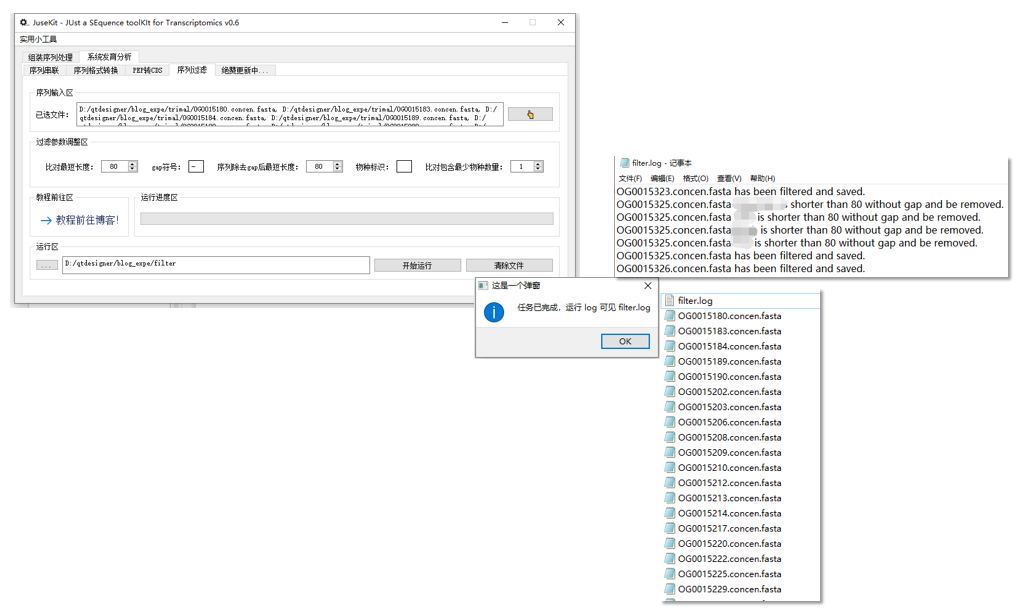 JuseKit - JUst a SEquence toolKIt for Transcriptomics v0.6
实用小工具
组装序列处理 系统发育分析
序列串联 序列格式转换 PEP转CDS 序列过滤 绝赞更新中...
序列输入区
已选文件:
D:/qtdesigner/blog_expe/trimal/OG0015180.concen.fasta, D:/qtdesigner/blog_expe/trimal/OG0015183.concen.fasta, D:/
qtdesigner/blog_expe/trimal/OG0015184.concen.fasta, D:/qtdesigner/blog_expe/trimal/OG0015189.concen.fasta, D:/
过滤参数调整区
比对最短长度: 80 gap符号: - 序列除去gap后最短长度: 80 物种标识: 比对包含最少物种数量: 1
教程前往区 运行进度区
→ 教程前往博客!
运行区
... D:/qtdesigner/blog_expe/filter 开始运行 清除文件
这是一个弹窗
任务已完成，运行 log 可见 filter.log
OK
filter.log - 记事本
文件(F) 编辑(E) 格式(O) 查看(V) 帮助(H)
OG0015323.concen.fasta has been filtered and saved.
OG0015325.concen.fasta is shorter than 80 without gap and be removed.
OG0015325.concen.fasta is shorter than 80 without gap and be removed.
OG0015325.concen.fasta is shorter than 80 without gap and be removed.
OG0015325.concen.fasta is shorter than 80 without gap and be removed.
OG0015325.concen.fasta has been filtered and saved.
OG0015326.concen.fasta has been filtered and saved.
filter.log
OG0015180.concen.fasta
OG0015183.concen.fasta
OG0015184.concen.fasta
OG0015189.concen.fasta
OG0015190.concen.fasta
OG0015202.concen.fasta
OG0015203.concen.fasta
OG0015206.concen.fasta
OG0015208.concen.fasta
OG0015209.concen.fasta
OG0015210.concen.fasta
OG0015212.concen.fasta
OG0015213.concen.fasta
OG0015214.concen.fasta
OG0015217.concen.fasta
OG0015220.concen.fasta
OG0015222.concen.fasta
OG0015225.concen.fasta
OG0015229.concen.fasta